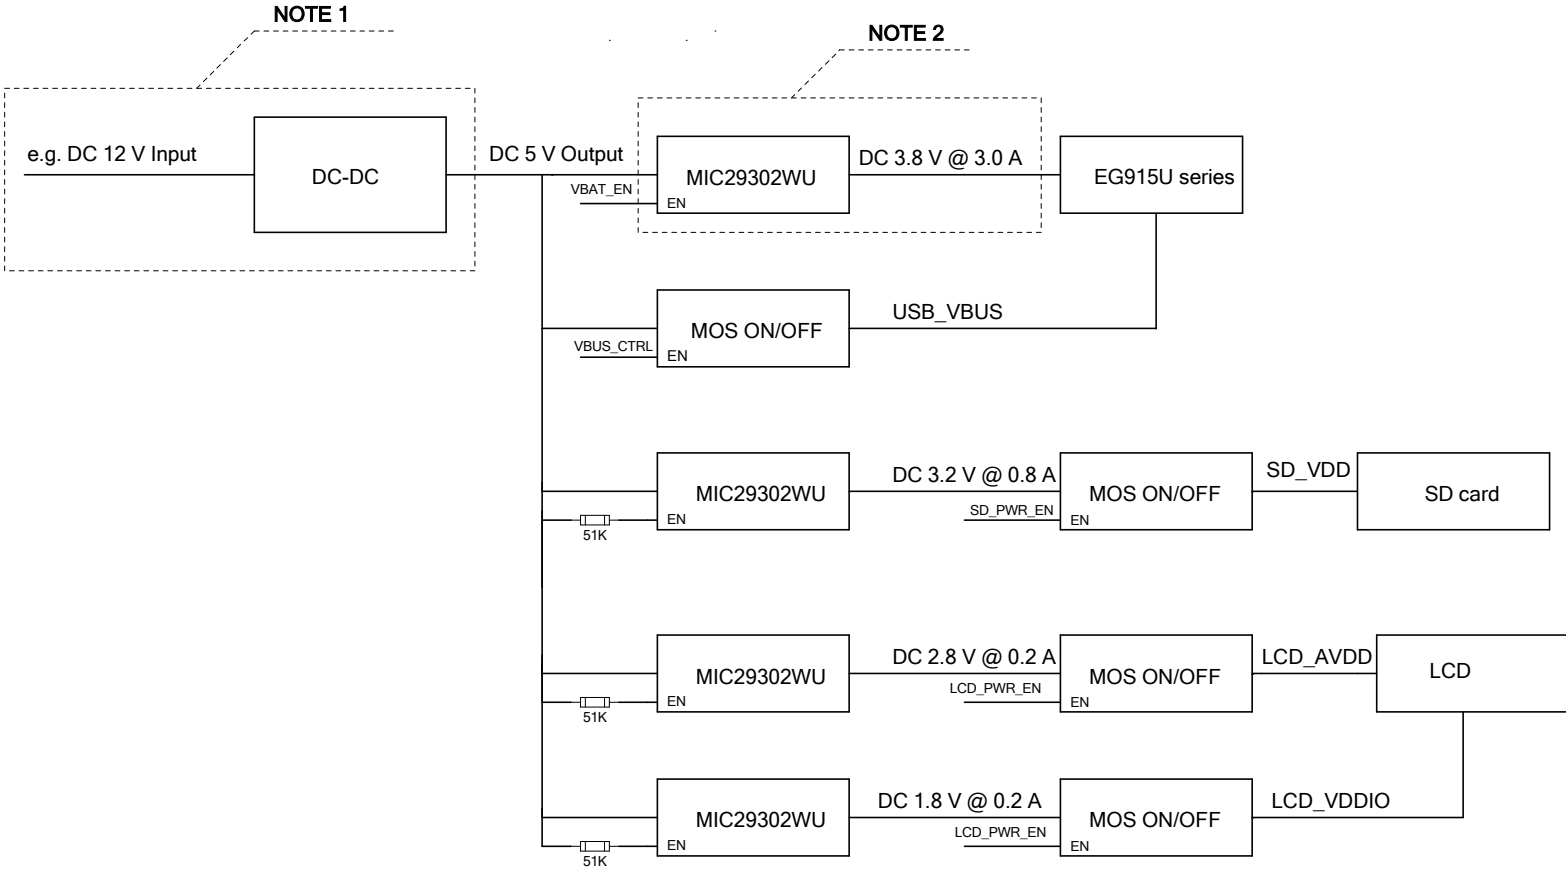 NOTE 1
NOTE 2
e.g. DC 12 V Input
DC-DC
DC 5 V Output
VBAT_EN
MIC29302WU
EN
DC 3.8 V @ 3.0 A
EG915U series
VBUS_CTRL
MOS ON/OFF
EN
USB_VBUS
51K
MIC29302WU
EN
DC 3.2 V @ 0.8 A
SD_PWR_EN
MOS ON/OFF
EN
SD_VDD
SD card
51K
MIC29302WU
EN
DC 2.8 V @ 0.2 A
LCD_PWR_EN
MOS ON/OFF
EN
LCD_AVDD
LCD
51K
MIC29302WU
EN
DC 1.8 V @ 0.2 A
LCD_PWR_EN
MOS ON/OFF
EN
LCD_VDDIO